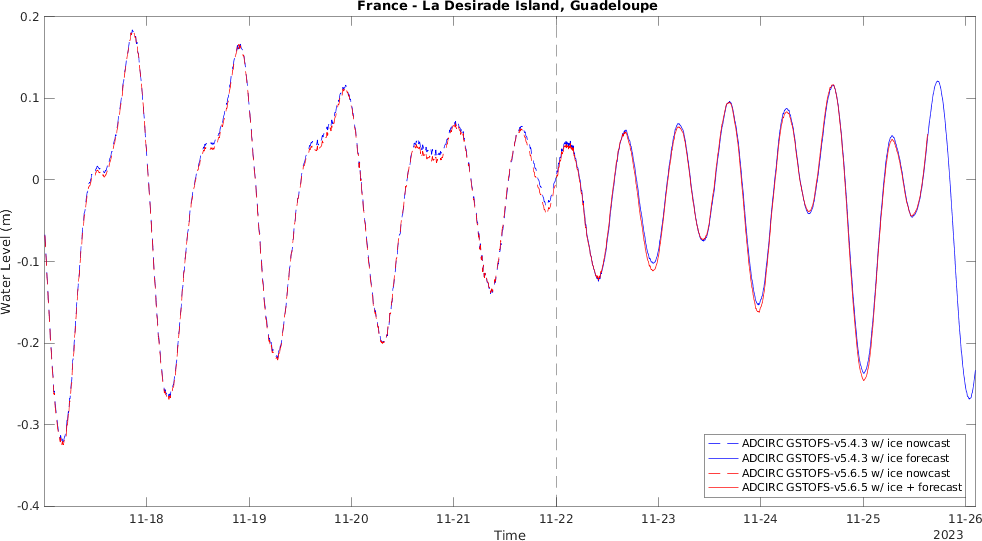 France - La Desirade Island, Guadeloupe
0.2
0.1
0
-0.1
-0.2
-0.3
-0.4
Water Level (m)
11-18
11-19
11-20
11-21
11-22
11-23
11-24
11-25
11-26
Time
2023
ADCIRC GSTOFS-v5.4.3 w/ ice nowcast
ADCIRC GSTOFS-v5.4.3 w/ ice forecast
ADCIRC GSTOFS-v5.6.5 w/ ice nowcast
ADCIRC GSTOFS-v5.6.5 w/ ice + forecast